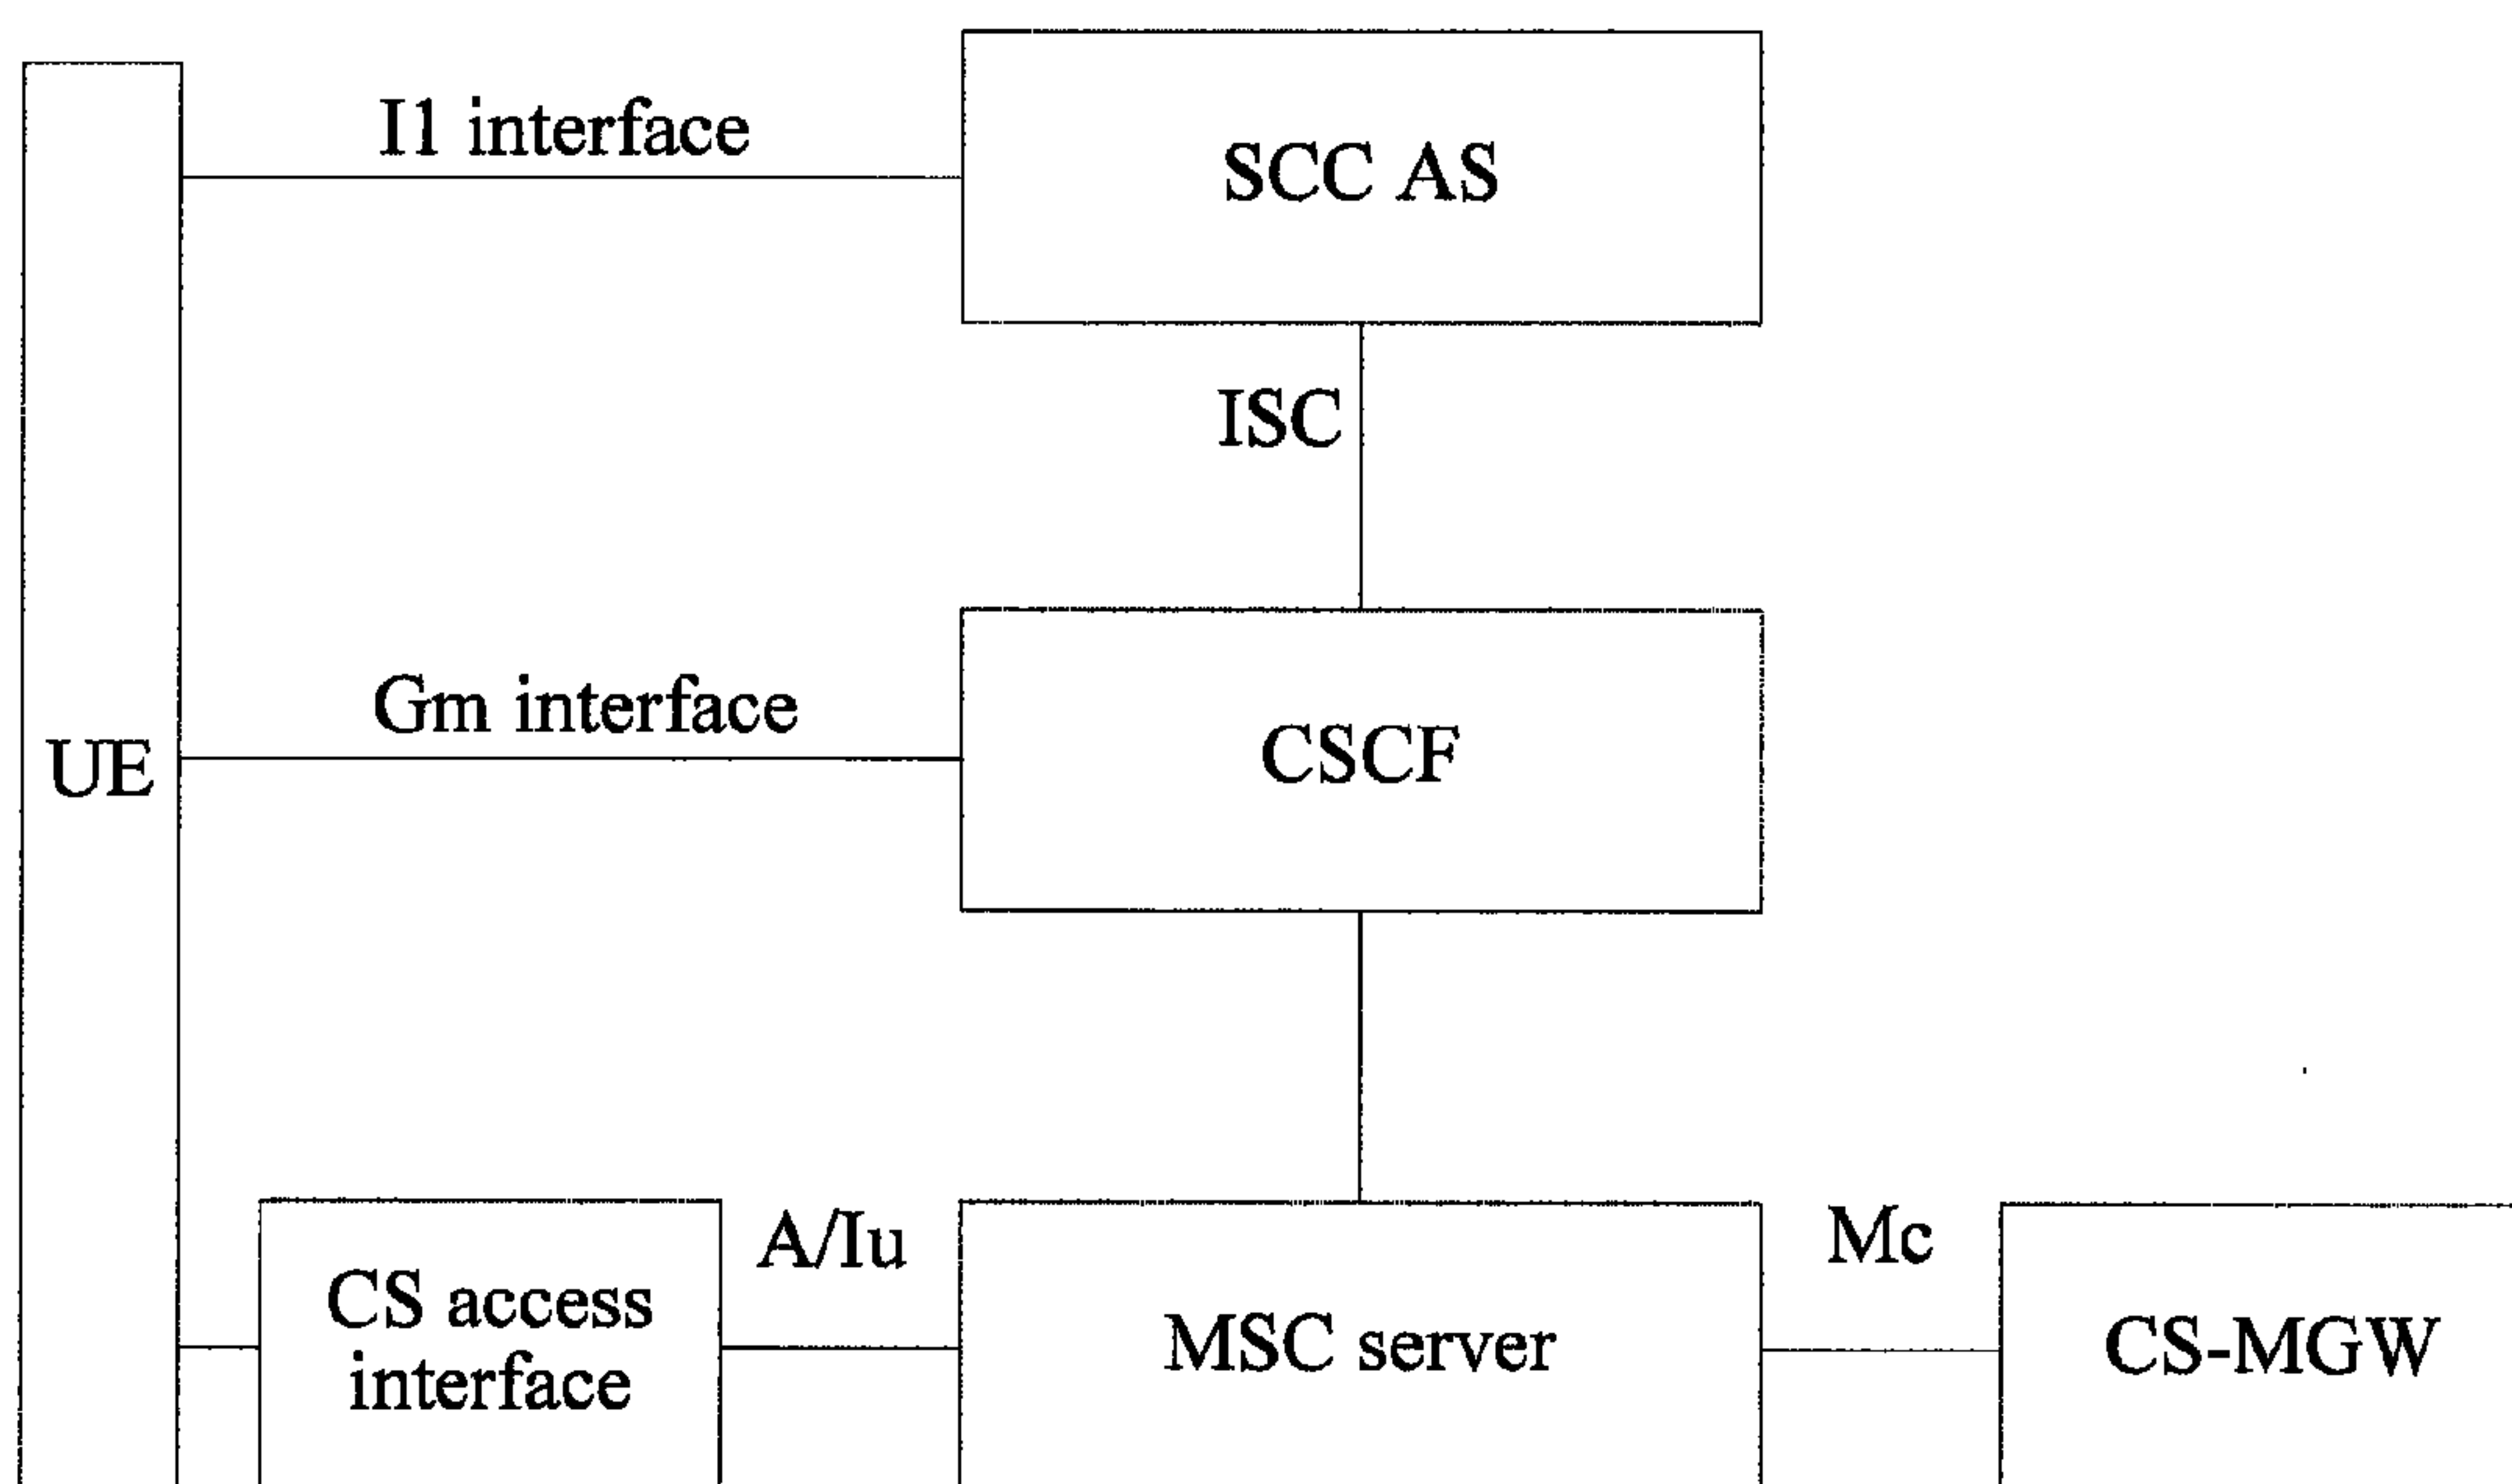 I1 interface
SCC AS
ISC
Gm interface
UE
CSCF
A/Iu
Mc
CS access
interface
MSC server
CS-MGW